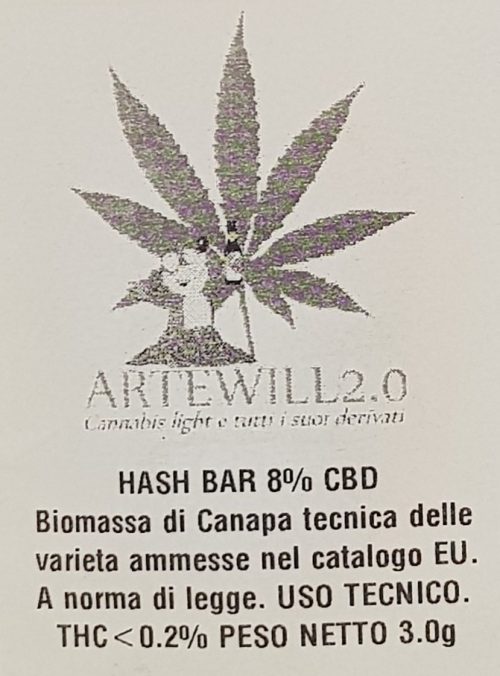 ARTEWILL2.0
Cannabis light e tutti i suoi derivati
HASH BAR 8% CBD
Biomassa di Canapa tecnica delle
varieta ammesse nel catalogo EU.
A norma di legge. USO TECNICO.
THC<0.2% PESO NETTO 3.0g